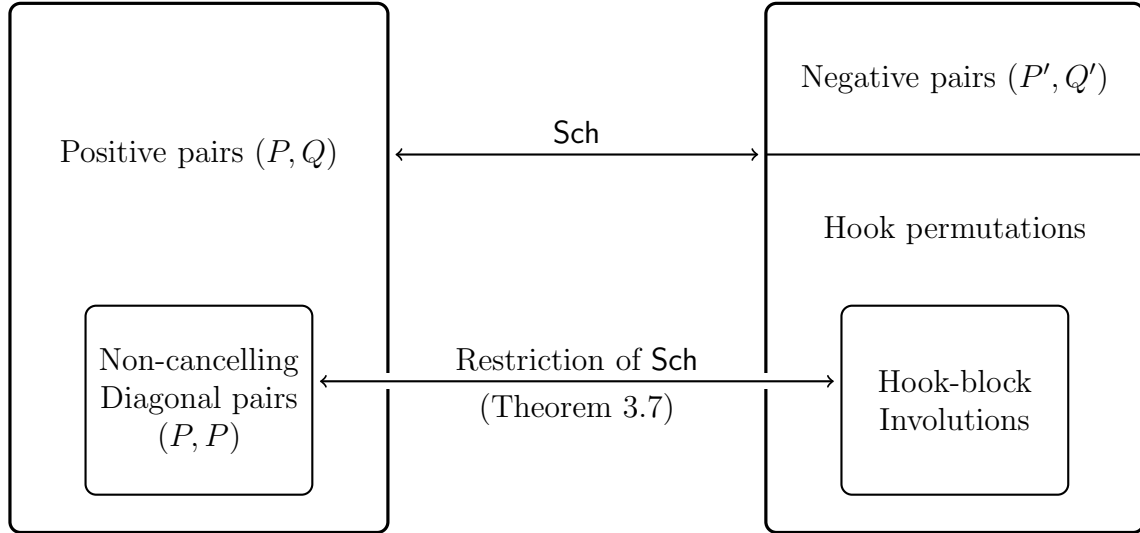 Positive pairs (P, Q)
Non-cancelling
Diagonal pairs
(P, P)
Sch
Restriction of Sch
(Theorem 3.7)
Negative pairs (P′, Q′)
Hook permutations
Hook-block
Involutions